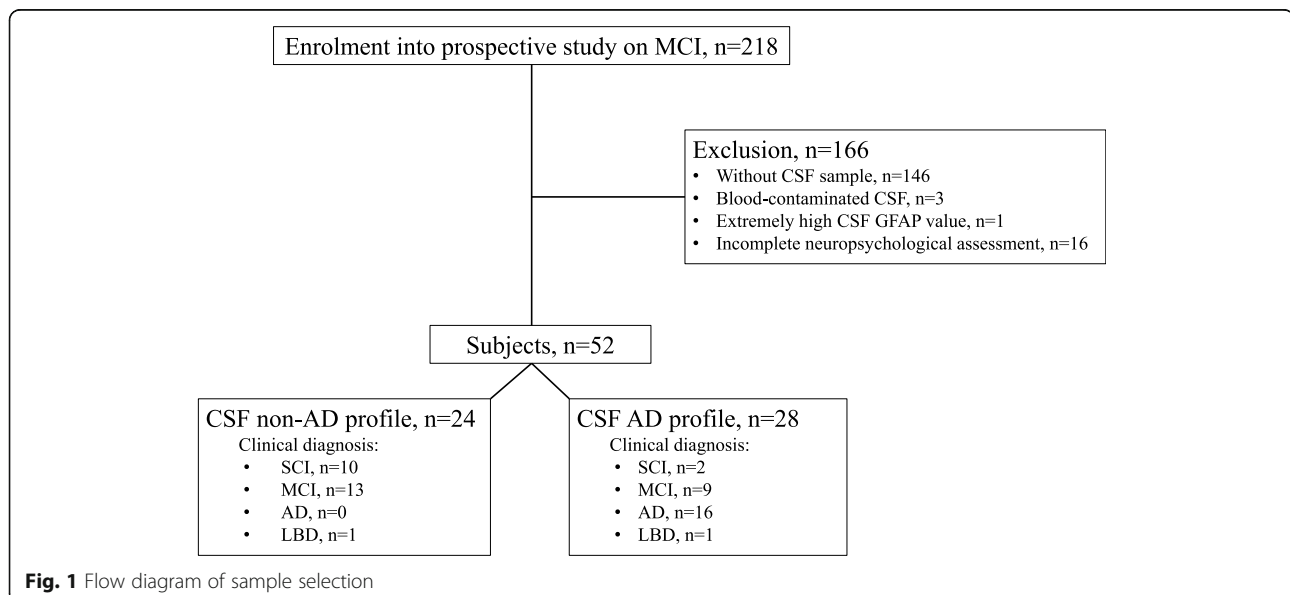 Enrolment into prospective study on MCI, n=218
Exclusion, n=166
• Without CSF sample, n=146
• Blood-contaminated CSF, n=3
• Extremely high CSF GFAP value, n=1
• Incomplete neuropsychological assessment, n=16
Subjects, n=52
CSF non-AD profile, n=24
Clinical diagnosis:
• SCI, n=10
• MCI, n=13
• AD, n=0
• LBD, n=1
CSF AD profile, n=28
Clinical diagnosis:
• SCI, n=2
• MCI, n=9
• AD, n=16
• LBD, n=1
Fig. 1 Flow diagram of sample selection